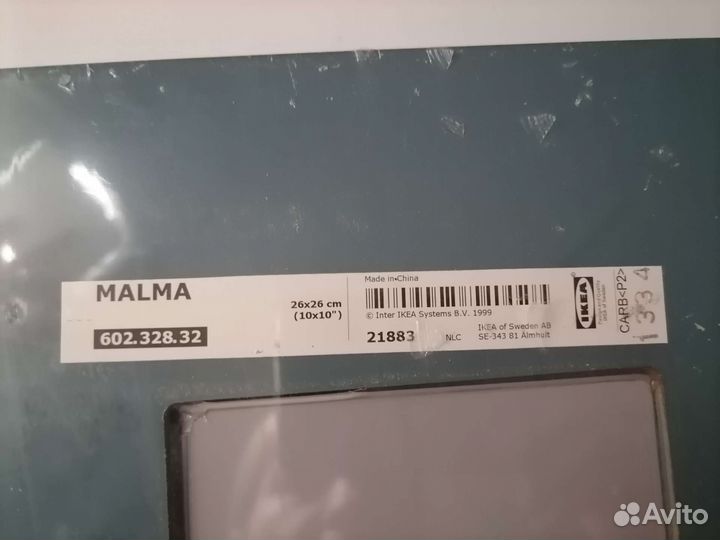 MALMA
602.328.32
26x26 cm
(10x10")
Made in China
© Inter IKEA Systems B.V. 1999
21883
NLC
IKEA of Sweden AB
SE-343 81 Älmhult
IKEA
CARB<P2>
1334
Avito